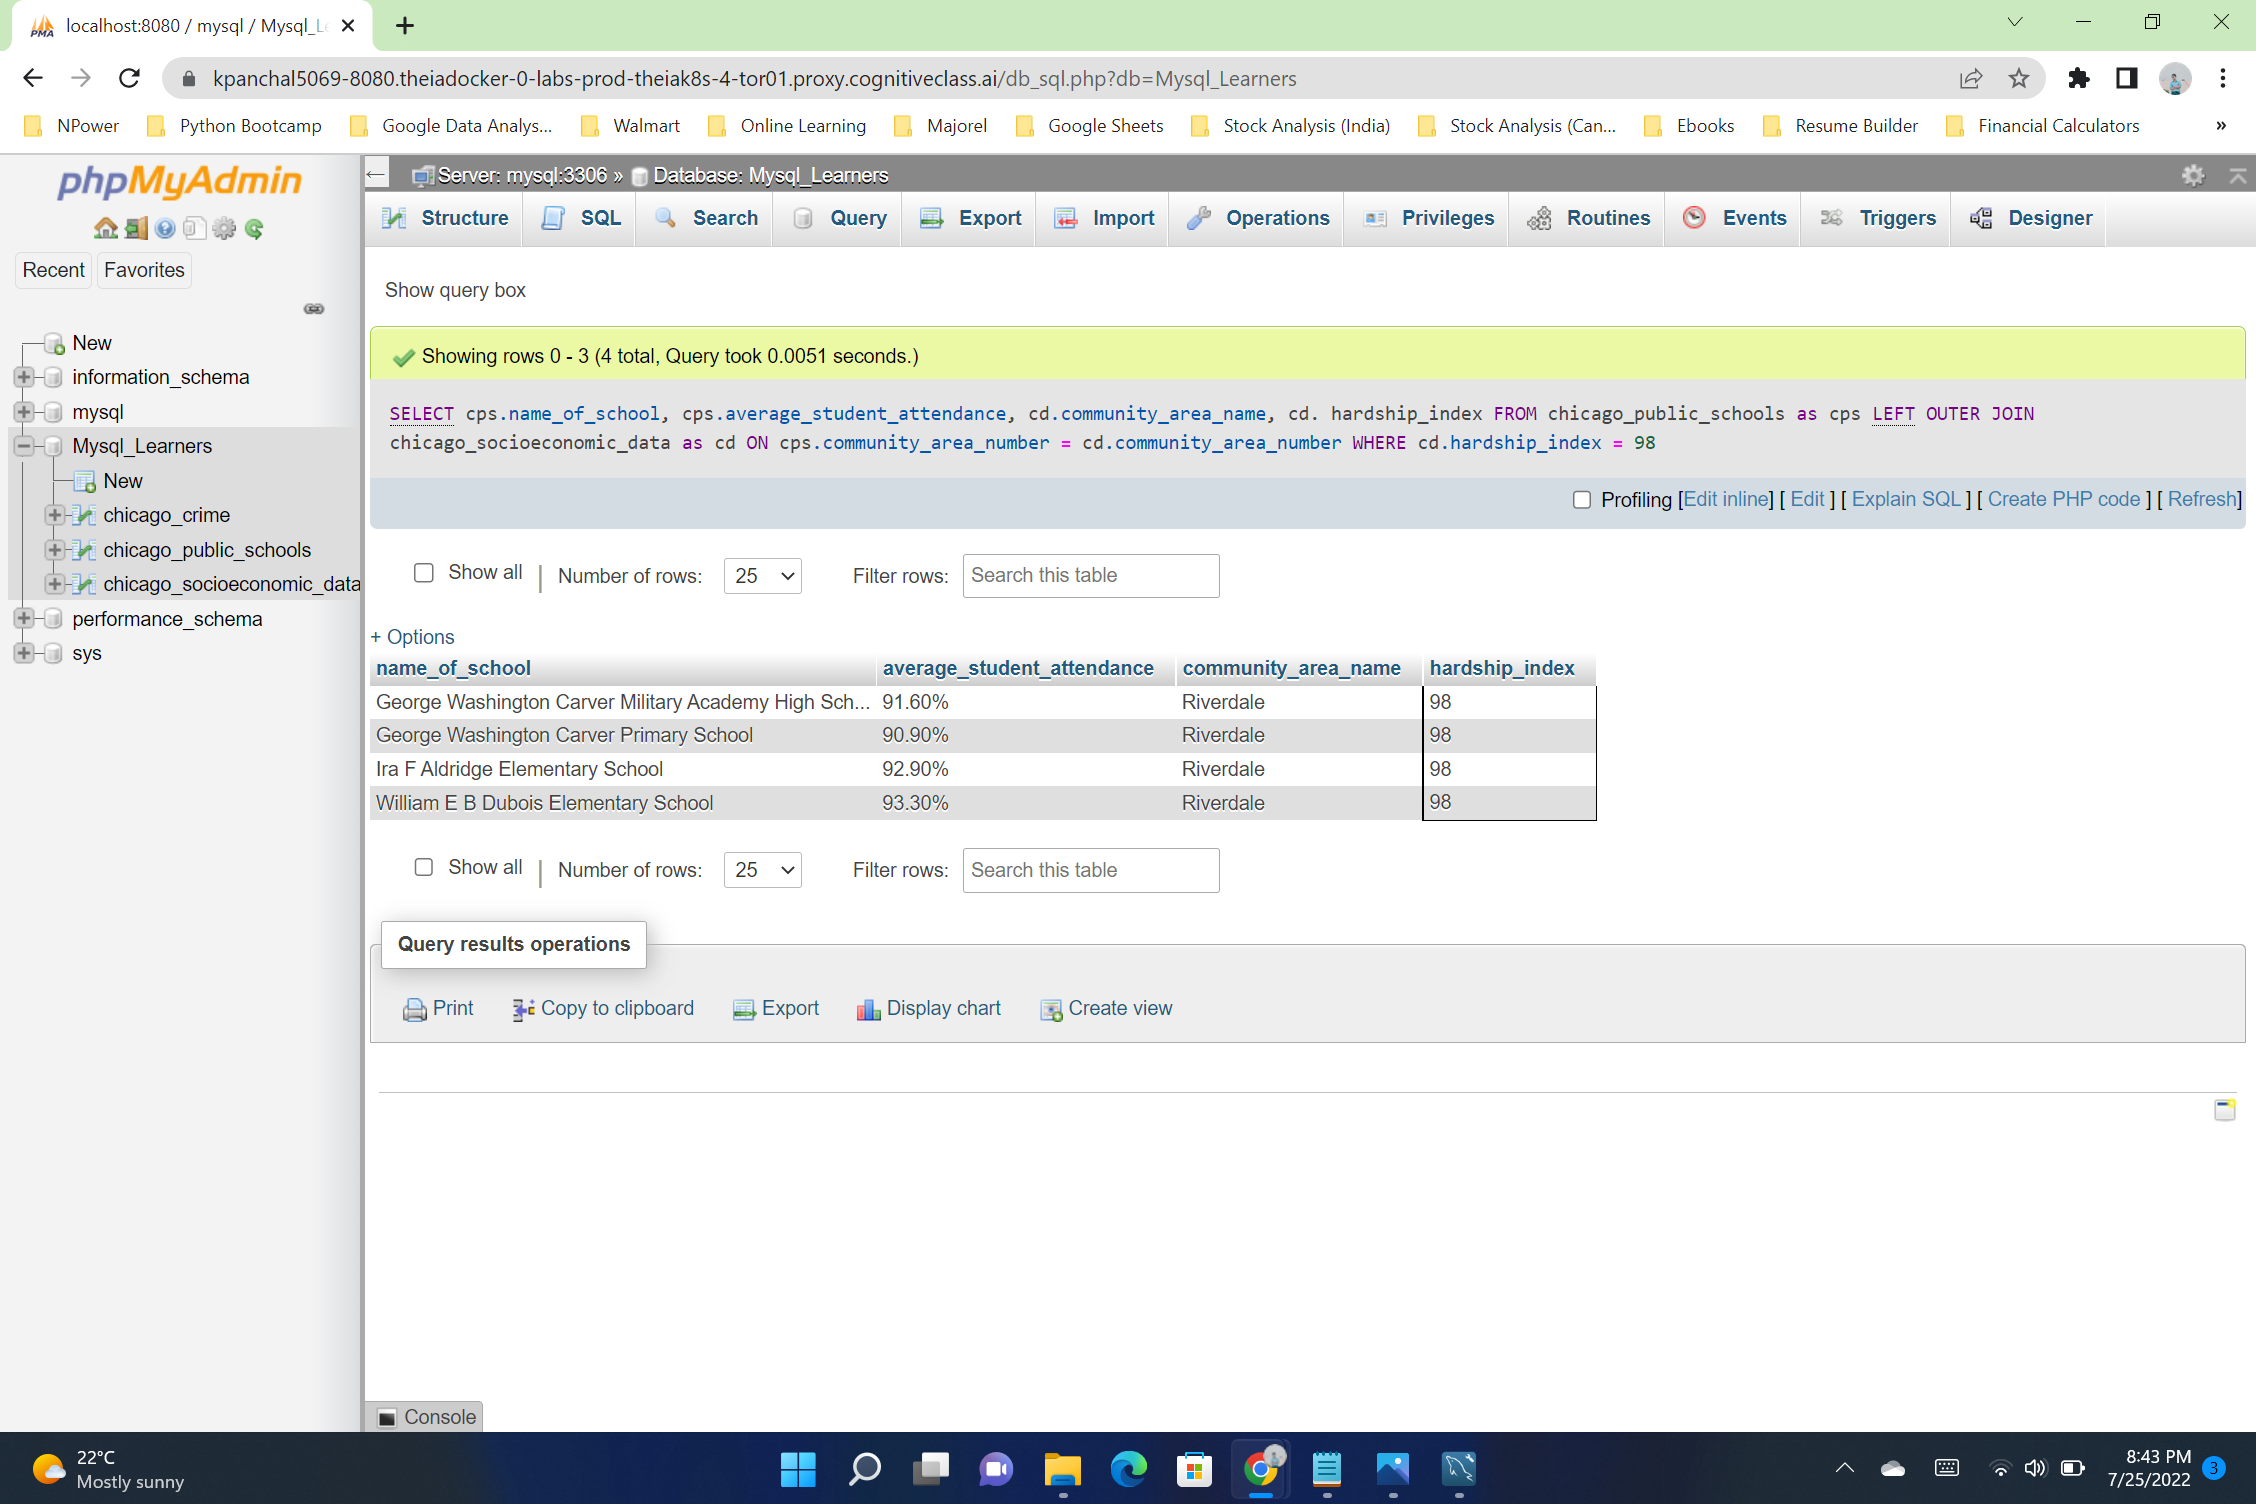 localhost:8080 / mysql / Mysql_L
kpanchal5069-8080.theiadocker-0-labs-prod-theiak8s-4-tor01.proxy.cognitiveclass.ai/db_sql.php?db=Mysql_Learners
NPower Python Bootcamp Google Data Analys... Walmart Online Learning Majorel Google Sheets Stock Analysis (India) Stock Analysis (Can... Ebooks Resume Builder Financial Calculators »
phpMyAdmin
Recent Favorites
New
information_schema
mysql
Mysql_Learners
New
chicago_crime
chicago_public_schools
chicago_socioeconomic_data
performance_schema
sys
Server: mysql:3306 » Database: Mysql_Learners
Structure SQL Search Query Export Import Operations Privileges Routines Events Triggers Designer
Show query box
Showing rows 0 - 3 (4 total, Query took 0.0051 seconds.)
SELECT cps.name_of_school, cps.average_student_attendance, cd.community_area_name, cd. hardship_index FROM chicago_public_schools as cps LEFT OUTER JOIN
chicago_socioeconomic_data as cd ON cps.community_area_number = cd.community_area_number WHERE cd.hardship_index = 98
Profiling [Edit inline] [ Edit ] [ Explain SQL ] [ Create PHP code ] [ Refresh]
Show all | Number of rows: 25 Filter rows: Search this table
+ Options
name_of_school average_student_attendance community_area_name hardship_index
George Washington Carver Military Academy High Sch... 91.60% Riverdale 98
George Washington Carver Primary School 90.90% Riverdale 98
Ira F Aldridge Elementary School 92.90% Riverdale 98
William E B Dubois Elementary School 93.30% Riverdale 98
Show all | Number of rows: 25 Filter rows: Search this table
Query results operations
Print Copy to clipboard Export Display chart Create view
Console
22°C
Mostly sunny
8:43 PM
7/25/2022
3